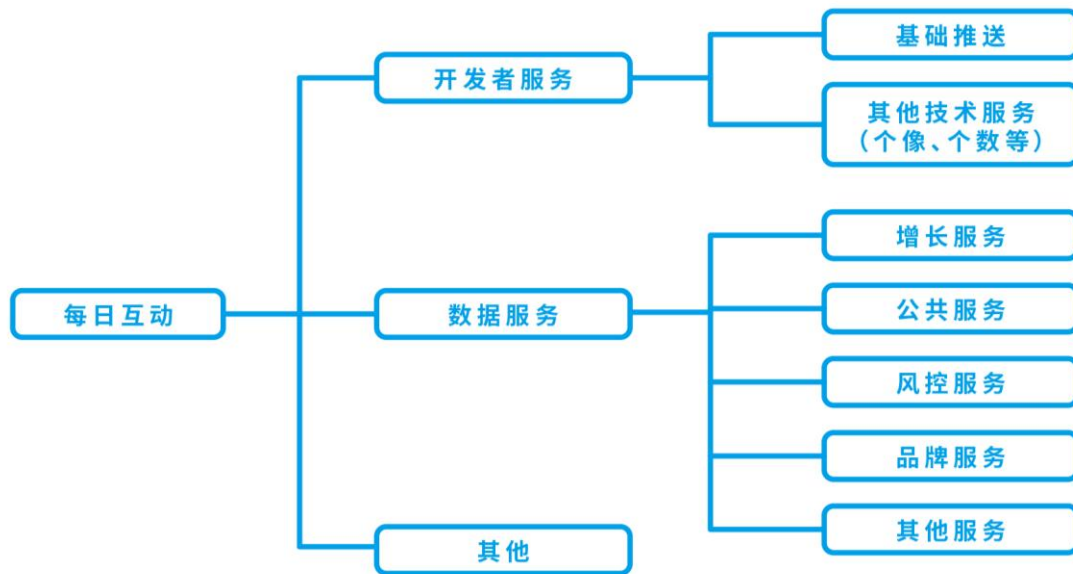 每日互动
开发者服务
基础推送
其他技术服务
（个像、个数等）
数据服务
增长服务
公共服务
风控服务
品牌服务
其他服务
其他